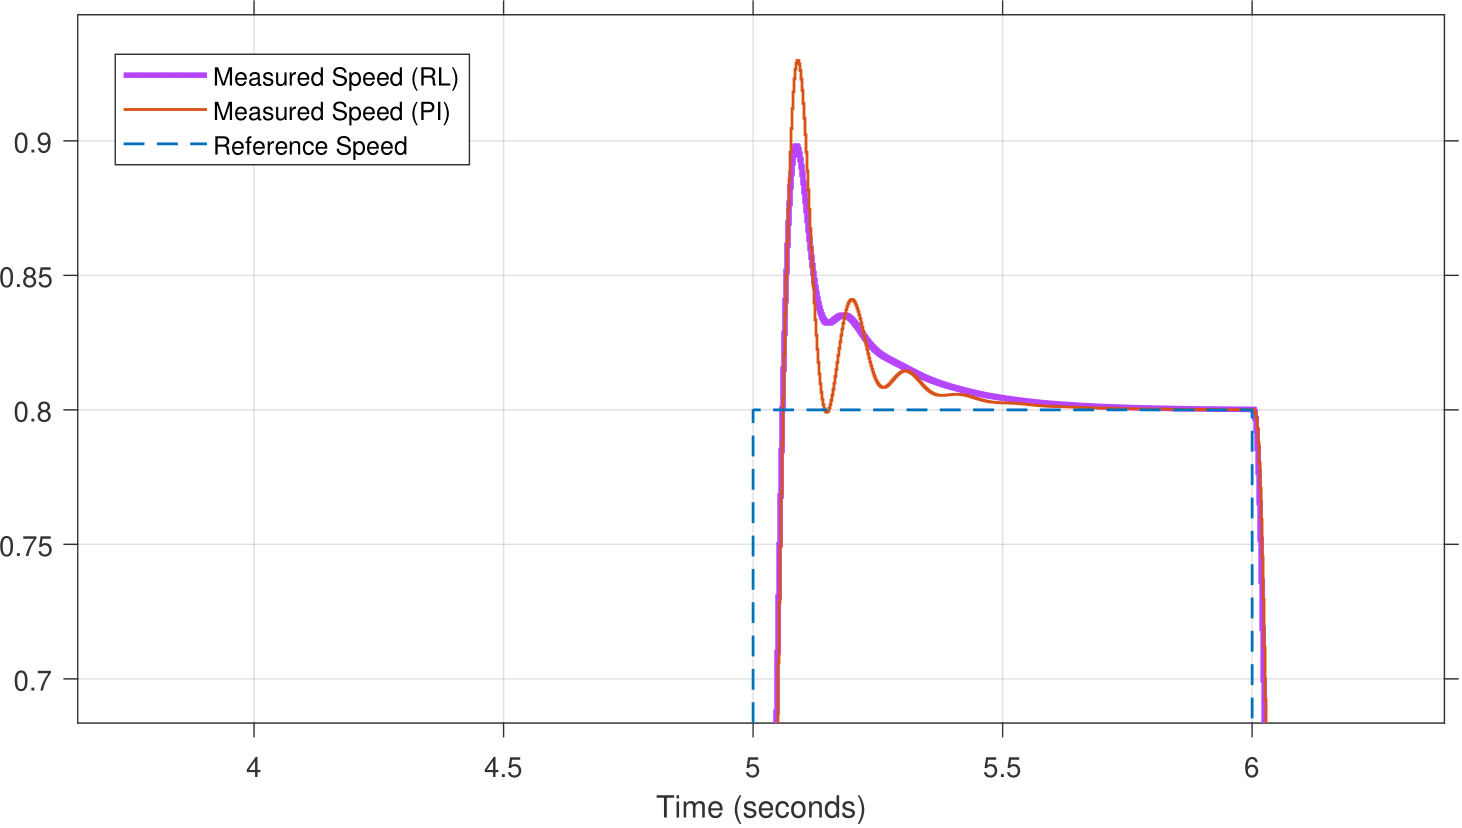 Measured Speed (RL)
Measured Speed (PI)
Reference Speed
0.9
0.85
0.8
0.75
0.7
4 4.5 5 5.5 6
Time (seconds)